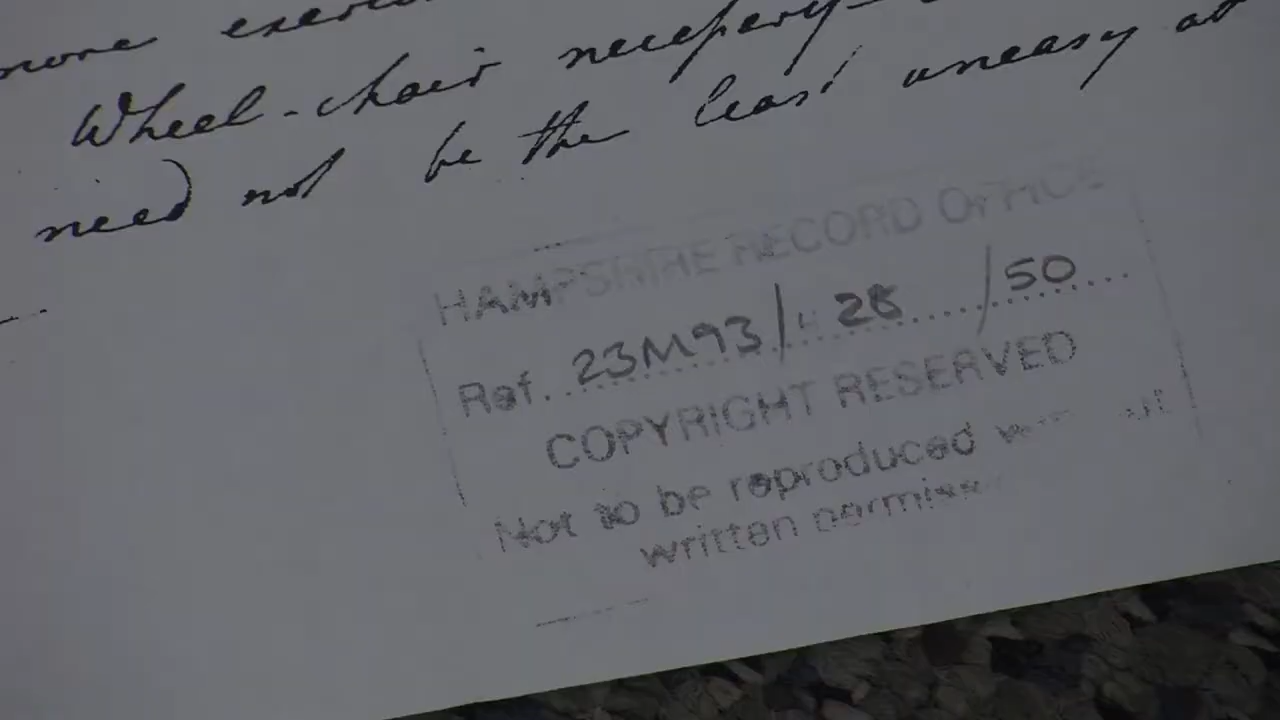 more
Wheel-chair necessary
need not be the least uneasy at
HAMPSHIRE RECORD OFFICE
Ref. 23M93/ 28 /50
COPYRIGHT RESERVED
Not to be reproduced
written